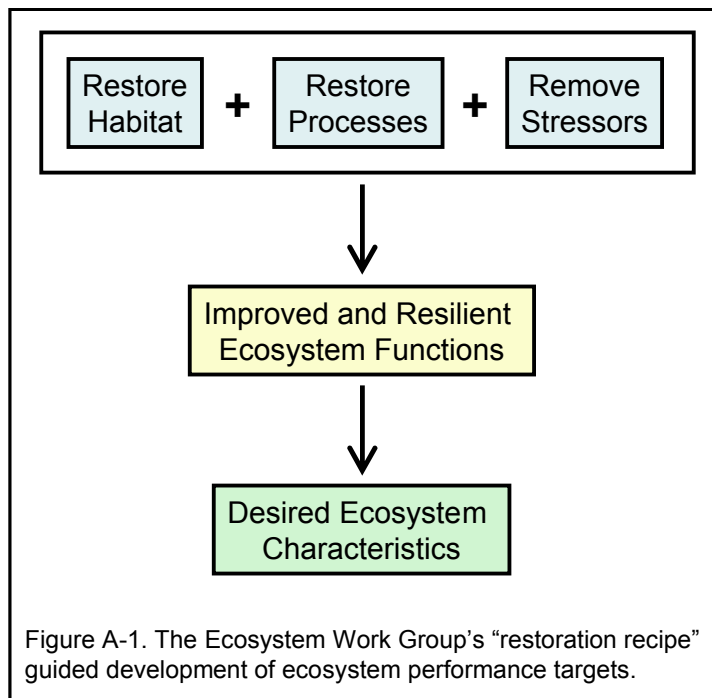 Restore
Habitat
+
Restore
Processes
+
Remove
Stressors
Improved and Resilient
Ecosystem Functions
Desired Ecosystem
Characteristics
Figure A-1. The Ecosystem Work Group’s “restoration recipe”
guided development of ecosystem performance targets.